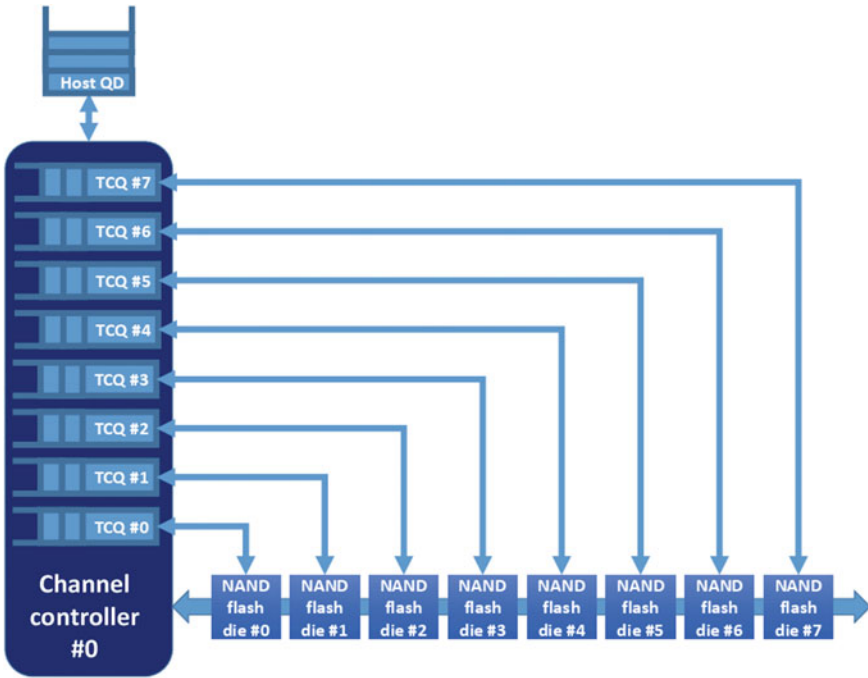 Host QD
TCQ #7
TCQ #6
TCQ #5
TCQ #4
TCQ #3
TCQ #2
TCQ #1
TCQ #0
Channel
controller
#0
NAND
flash
die #0
NAND
flash
die #1
NAND
flash
die #2
NAND
flash
die #3
NAND
flash
die #4
NAND
flash
die #5
NAND
flash
die #6
NAND
flash
die #7